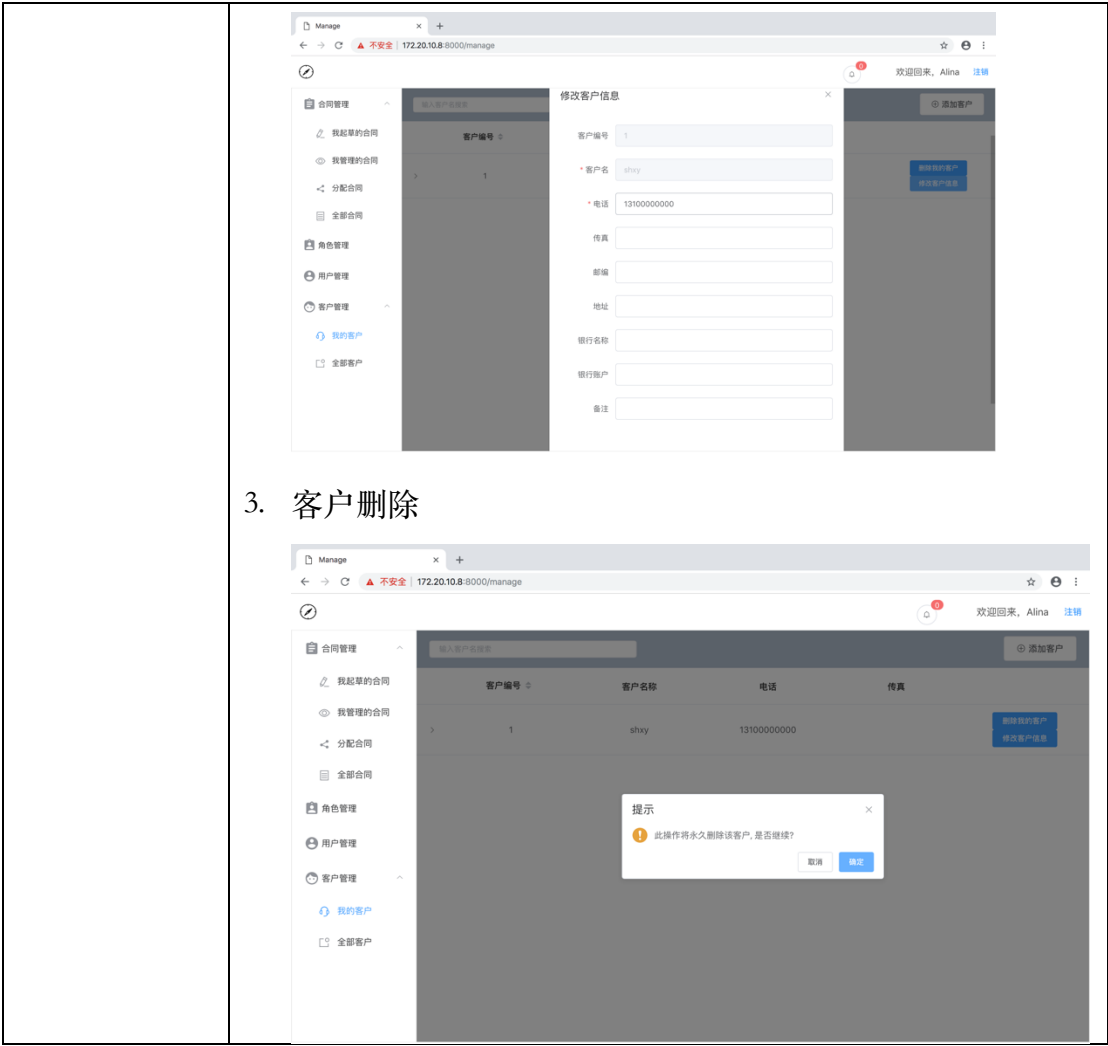 Manage
不安全 | 172.20.10.8:8000/manage
0
欢迎回来, Alina 注销
合同管理
我起草的合同
我管理的合同
分配合同
全部合同
角色管理
用户管理
客户管理
我的客户
全部客户
输入客户名搜索
添加客户
客户编号
1
删除我的客户
修改客户信息
修改客户信息
客户编号 1
* 客户名 shxy
* 电话 13100000000
传真
邮编
地址
银行名称
银行账户
备注
3. 客户删除
Manage
不安全 | 172.20.10.8:8000/manage
0
欢迎回来, Alina 注销
合同管理
我起草的合同
我管理的合同
分配合同
全部合同
角色管理
用户管理
客户管理
我的客户
全部客户
输入客户名搜索
添加客户
客户编号 客户名称 电话 传真
1 shxy 13100000000
删除我的客户
修改客户信息
提示
此操作将永久删除该客户, 是否继续?
取消 确定